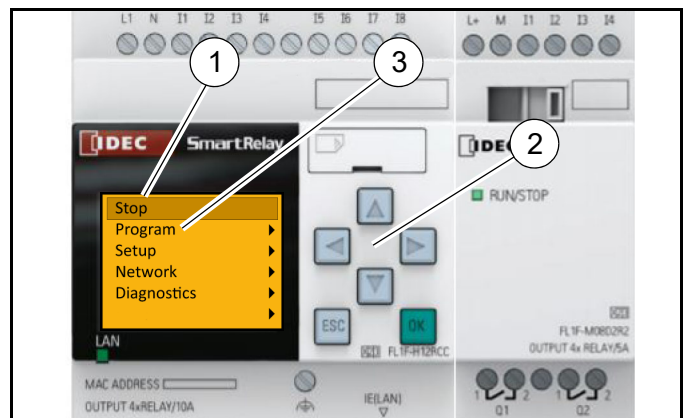 L1 N I1 I2 I3 I4 I5 I6 I7 I8
L+ M I1 I2 I3 I4
1
3
2
IDEC SmartRelay
IDE
RUN/STOP
Stop
Program
Setup
Network
Diagnostics
ESC
OK
LAN
FL1F-H12RCC
FL1F-M08D2R2
OUTPUT 4x RELAY/5A
MAC ADDRESS
OUTPUT 4xRELAY/10A
IE(LAN)
1 2 1 2
Q1 Q2